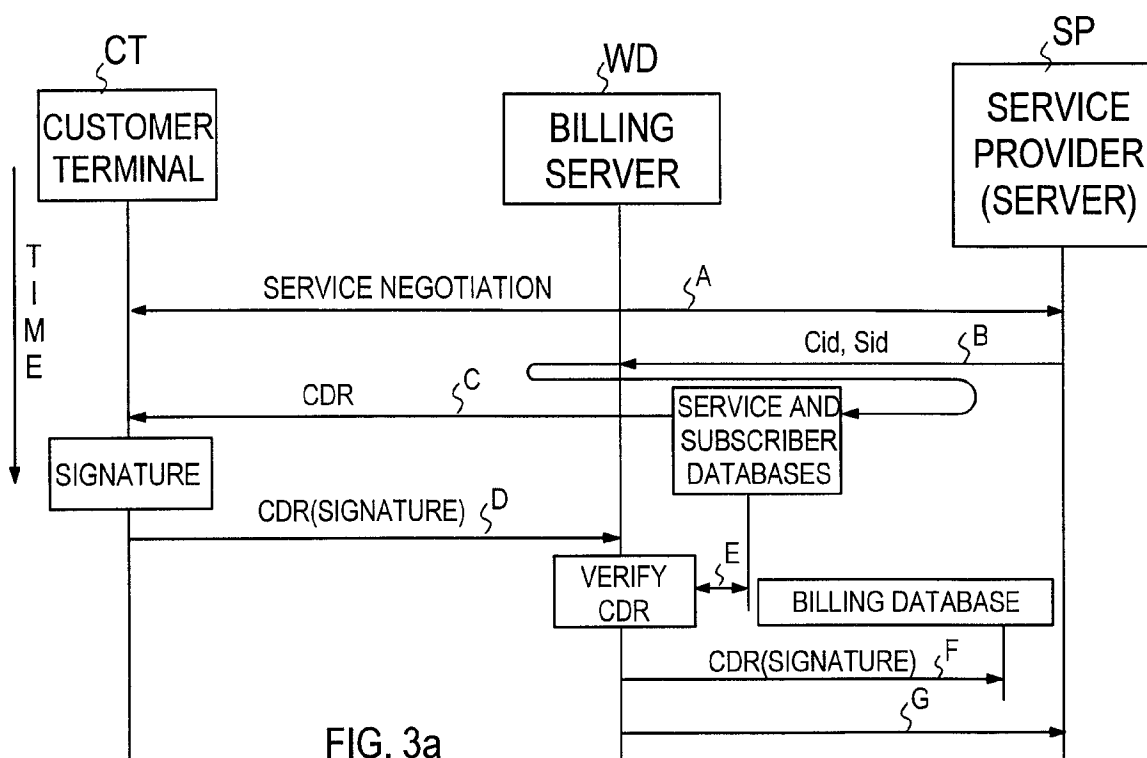 CT
WD
SP
CUSTOMER
TERMINAL
BILLING
SERVER
SERVICE
PROVIDER
(SERVER)
TIME
SERVICE NEGOTIATION
A
Cid, Sid
B
CDR
C
SERVICE AND
SUBSCRIBER
DATABASES
SIGNATURE
CDR(SIGNATURE)
D
VERIFY
CDR
E
BILLING DATABASE
CDR(SIGNATURE)
F
G
FIG. 3a